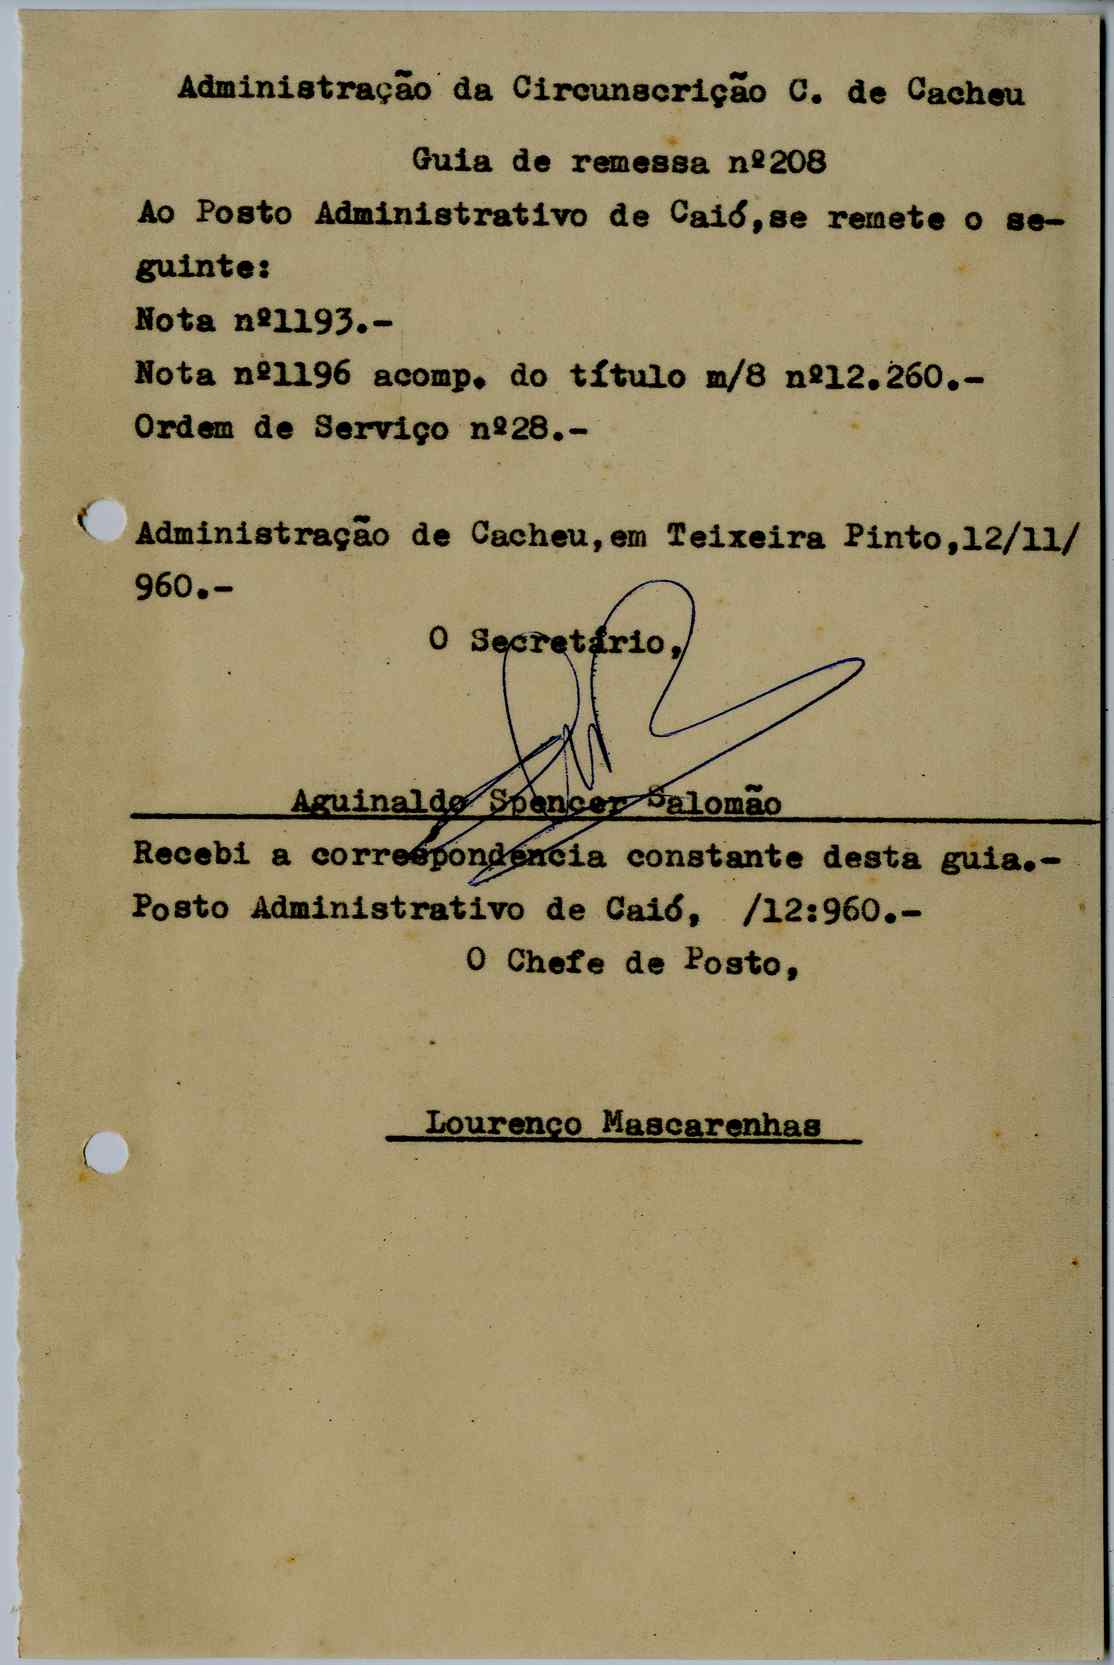 Administração da Circunscrição C. de Cacheu
Guia de remessa nº208
Ao Posto Administrativo de Caió,se remete o se-
guinte:
Nota nº1193.-
Nota nº1196 acomp. do título m/8 nº12.260.-
Ordem de Serviço nº28.-
Administração de Cacheu,em Teixeira Pinto,12/11/
960.-
O Secretário,
Aguinaldo Spencer Salomão
Recebi a correspondencia constante desta guia.-
Posto Administrativo de Caió, /12:960.-
O Chefe de Posto,
Lourenço Mascarenhas